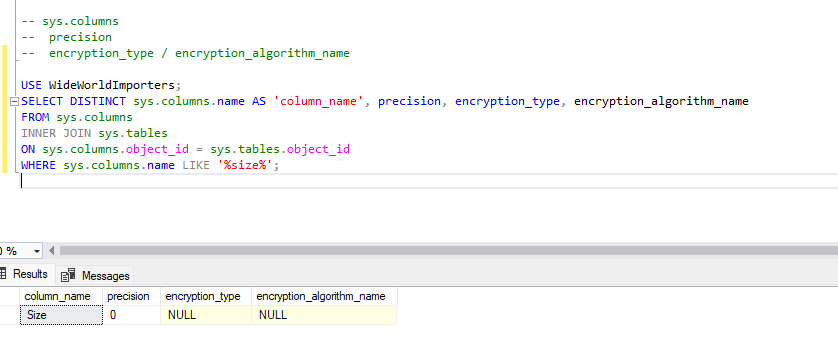 -- sys.columns
--  precision
--  encryption_type / encryption_algorithm_name
USE WideWorldImporters;
SELECT DISTINCT sys.columns.name AS 'column_name', precision, encryption_type, encryption_algorithm_name
FROM sys.columns
INNER JOIN sys.tables
ON sys.columns.object_id = sys.tables.object_id
WHERE sys.columns.name LIKE '%size%';
0 %
Results Messages
column_name precision encryption_type encryption_algorithm_name
Size 0 NULL NULL